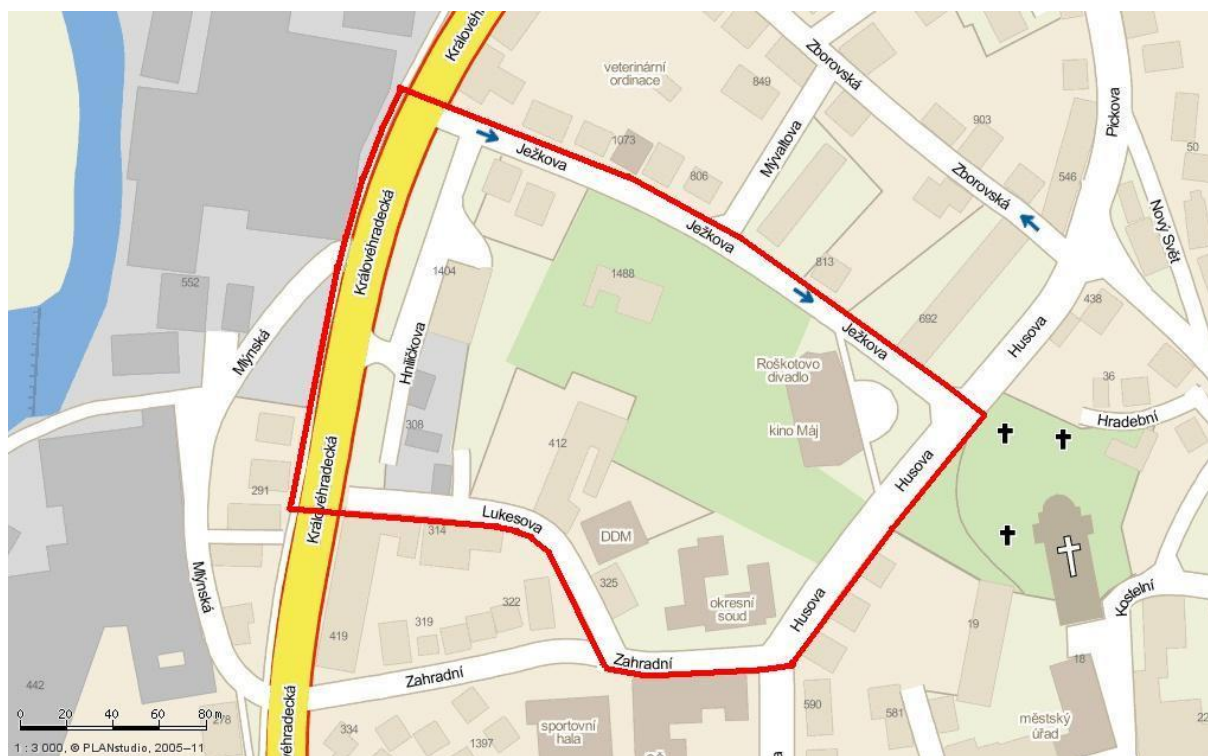 Královéhradecká
Zborovská
Pickova
veterinární
ordinace
849
903
1073
Ježkova
Mývaltova
546
50
806
Zborovská
Ježkova
Nový Svět
Královéhradecká
1404
1488
813
552
438
Mlýnská
Hniličkova
Ježkova
692
Husova
Roškotovo
divadlo
36
Hradební
308
kino Máj
412
Husova
291
Královéhradecká
Lukesova
314
DDM
Mlýnská
325
okresní
soud
Husova
322
319
419
19
Kostelní
Zahradní
Zahradní
18
442
278
590
581
městský
úřad
334
sportovní
hala
1397
22
Královéhradecká
0 20 40 60 80 m
1 : 3 000, © PLANstudio, 2005–11